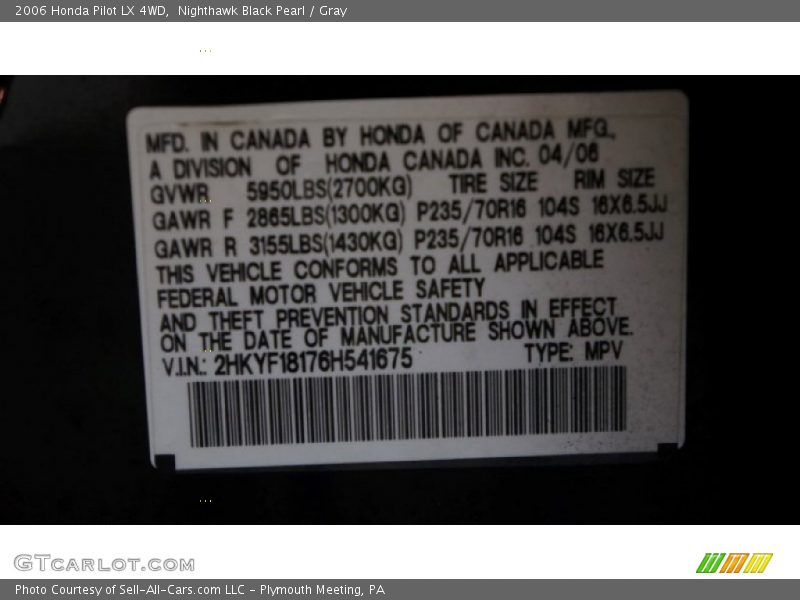 2006 Honda Pilot LX 4WD, Nighthawk Black Pearl / Gray
MFD. IN CANADA BY HONDA OF CANADA MFG.,
A DIVISION OF HONDA CANADA INC. 04/06
GVWR 5950LBS(2700KG) TIRE SIZE RIM SIZE
GAWR F 2865LBS(1300KG) P235/70R16 104S 16X6.5JJ
GAWR R 3155LBS(1430KG) P235/70R16 104S 16X6.5JJ
THIS VEHICLE CONFORMS TO ALL APPLICABLE
FEDERAL MOTOR VEHICLE SAFETY
AND THEFT PREVENTION STANDARDS IN EFFECT
ON THE DATE OF MANUFACTURE SHOWN ABOVE.
V.I.N.: 2HKYF18176H541675 TYPE: MPV
GTCARLOT.COM
Photo Courtesy of Sell-All-Cars.com LLC - Plymouth Meeting, PA